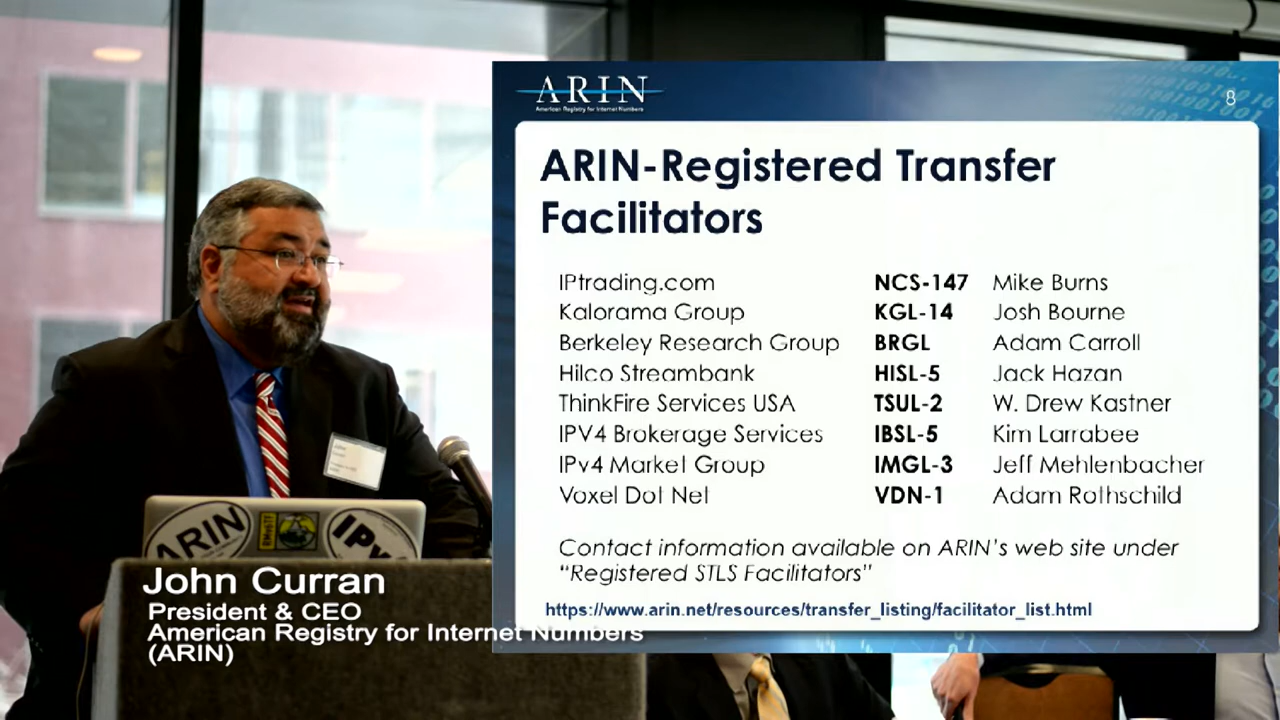 ARIN
American Registry for Internet Numbers
8
ARIN-Registered Transfer
Facilitators
IPtrading.com NCS-147 Mike Burns
Kalorama Group KGL-14 Josh Bourne
Berkeley Research Group BRGL Adam Carroll
Hilco Streambank HISL-5 Jack Hazan
ThinkFire Services USA TSUL-2 W. Drew Kastner
IPV4 Brokerage Services IBSL-5 Kim Larrabee
IPv4 Market Group IMGL-3 Jeff Mehlenbacher
Voxel Dot Net VDN-1 Adam Rothschild
Contact information available on ARIN's web site under
"Registered STLS Facilitators"
https://www.arin.net/resources/transfer_listing/facilitator_list.html
ARIN
IPv
John Curran
President & CEO
American Registry for Internet Numbers
(ARIN)